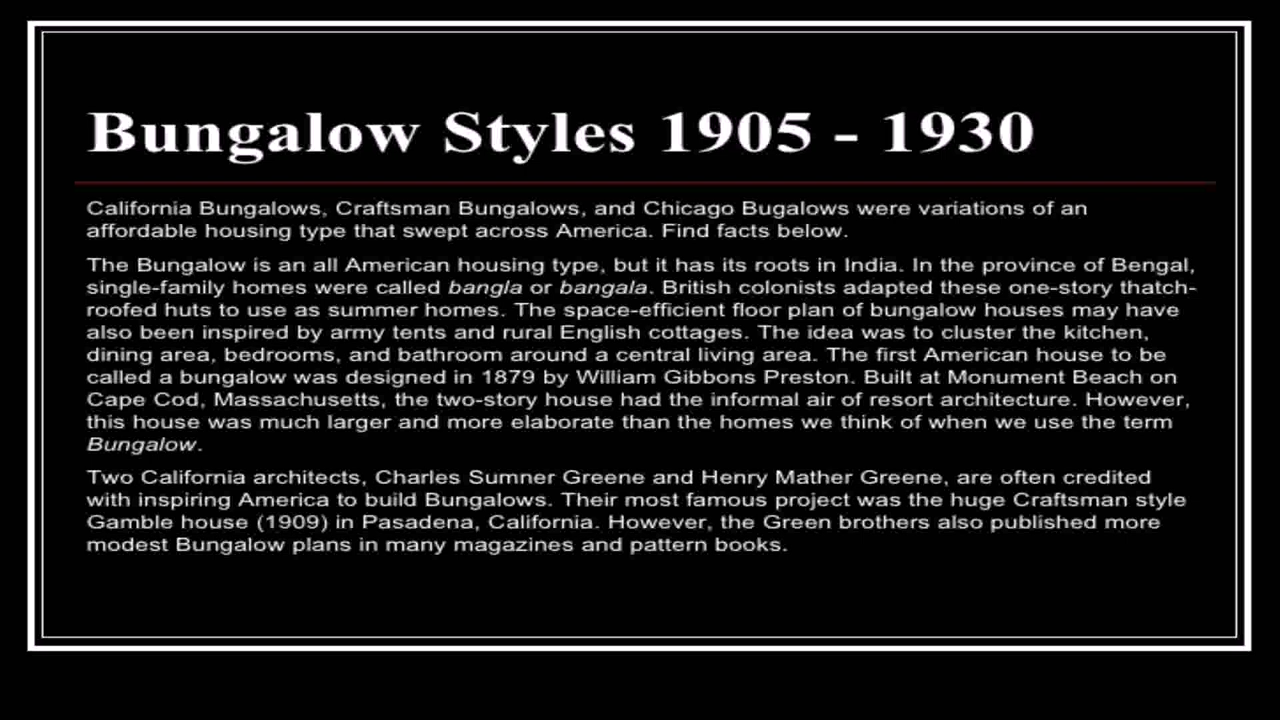 Bungalow Styles 1905 - 1930
California Bungalows, Craftsman Bungalows, and Chicago Bugalows were variations of an
affordable housing type that swept across America. Find facts below.
The Bungalow is an all American housing type, but it has its roots in India. In the province of Bengal,
single-family homes were called bangla or bangala. British colonists adapted these one-story thatch-
roofed huts to use as summer homes. The space-efficient floor plan of bungalow houses may have
also been inspired by army tents and rural English cottages. The idea was to cluster the kitchen,
dining area, bedrooms, and bathroom around a central living area. The first American house to be
called a bungalow was designed in 1879 by William Gibbons Preston. Built at Monument Beach on
Cape Cod, Massachusetts, the two-story house had the informal air of resort architecture. However,
this house was much larger and more elaborate than the homes we think of when we use the term
Bungalow.
Two California architects, Charles Sumner Greene and Henry Mather Greene, are often credited
with inspiring America to build Bungalows. Their most famous project was the huge Craftsman style
Gamble house (1909) in Pasadena, California. However, the Green brothers also published more
modest Bungalow plans in many magazines and pattern books.